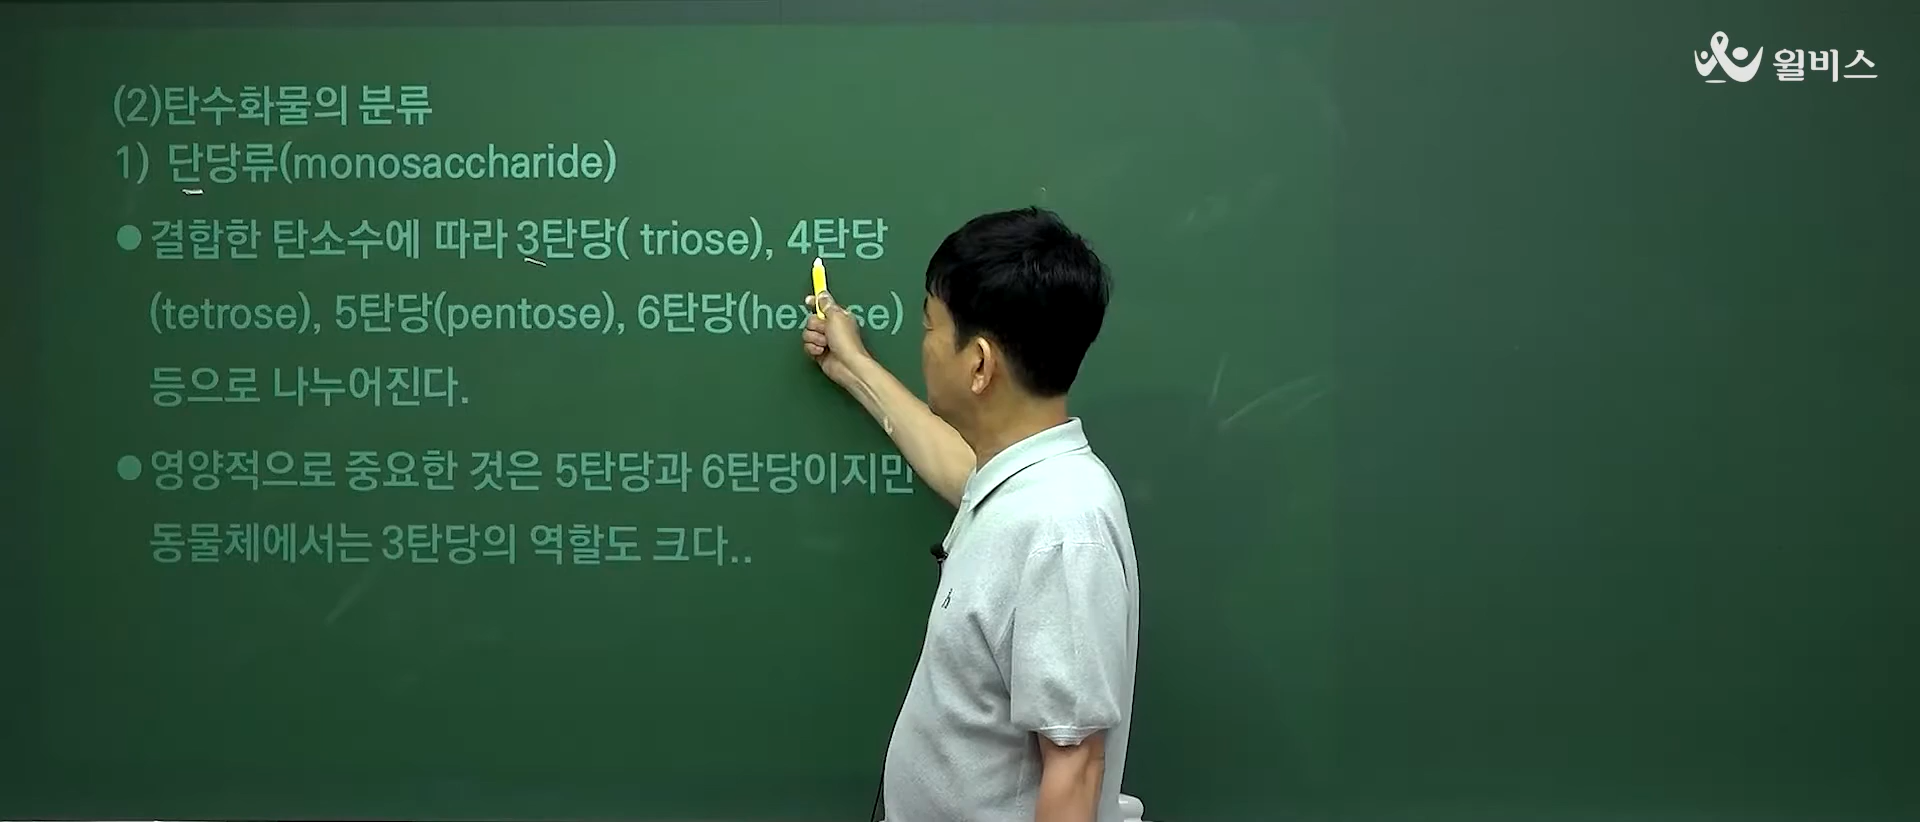 윌비스
(2)탄수화물의 분류
1) 단당류(monosaccharide)
● 결합한 탄소수에 따라 3탄당( triose), 4탄당
(tetrose), 5탄당(pentose), 6탄당(hex se)
등으로 나누어진다.
● 영양적으로 중요한 것은 5탄당과 6탄당이지만
동물체에서는 3탄당의 역할도 크다..